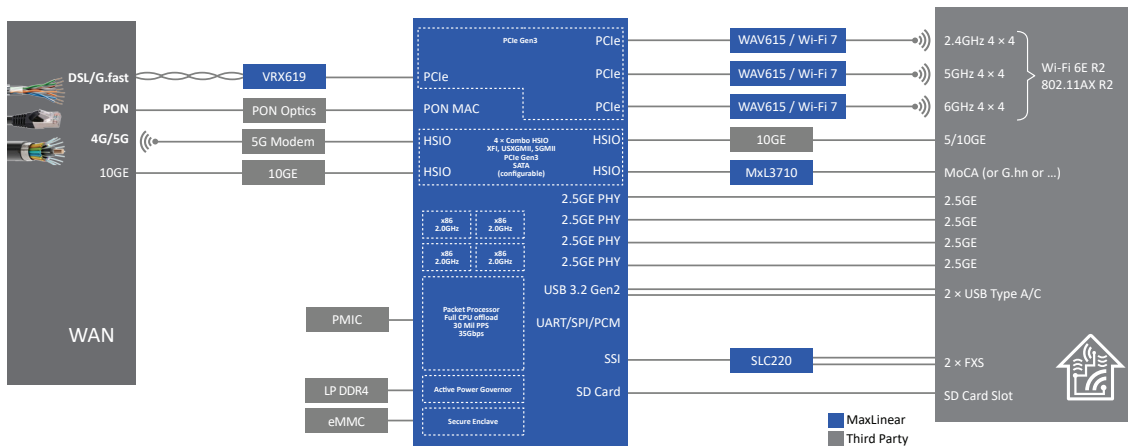 DSL/G.fast
PON
4G/5G
10GE
WAN
VRX619
PON Optics
5G Modem
10GE
PMIC
LP DDR4
eMMC
PCIe Gen3
PCIe
PCIe
PCIe
PCIe
PON MAC
HSIO
HSIO
4 × Combo HSIO
XFI, USXGMII, SGMII
PCIe Gen3
SATA
(configurable)
HSIO
HSIO
2.5GE PHY
2.5GE PHY
2.5GE PHY
2.5GE PHY
x86
2.0GHz
x86
2.0GHz
x86
2.0GHz
x86
2.0GHz
USB 3.2 Gen2
Packet Processor
Full CPU offload
30 Mil PPS
35Gbps
UART/SPI/PCM
SSI
Active Power Governor
SD Card
Secure Enclave
WAV615 / Wi-Fi 7
WAV615 / Wi-Fi 7
WAV615 / Wi-Fi 7
10GE
MxL3710
SLC220
2.4GHz 4 × 4
5GHz 4 × 4
6GHz 4 × 4
Wi-Fi 6E R2
802.11AX R2
5/10GE
MoCA (or G.hn or ...)
2.5GE
2.5GE
2.5GE
2.5GE
2 × USB Type A/C
2 × FXS
SD Card Slot
MaxLinear
Third Party